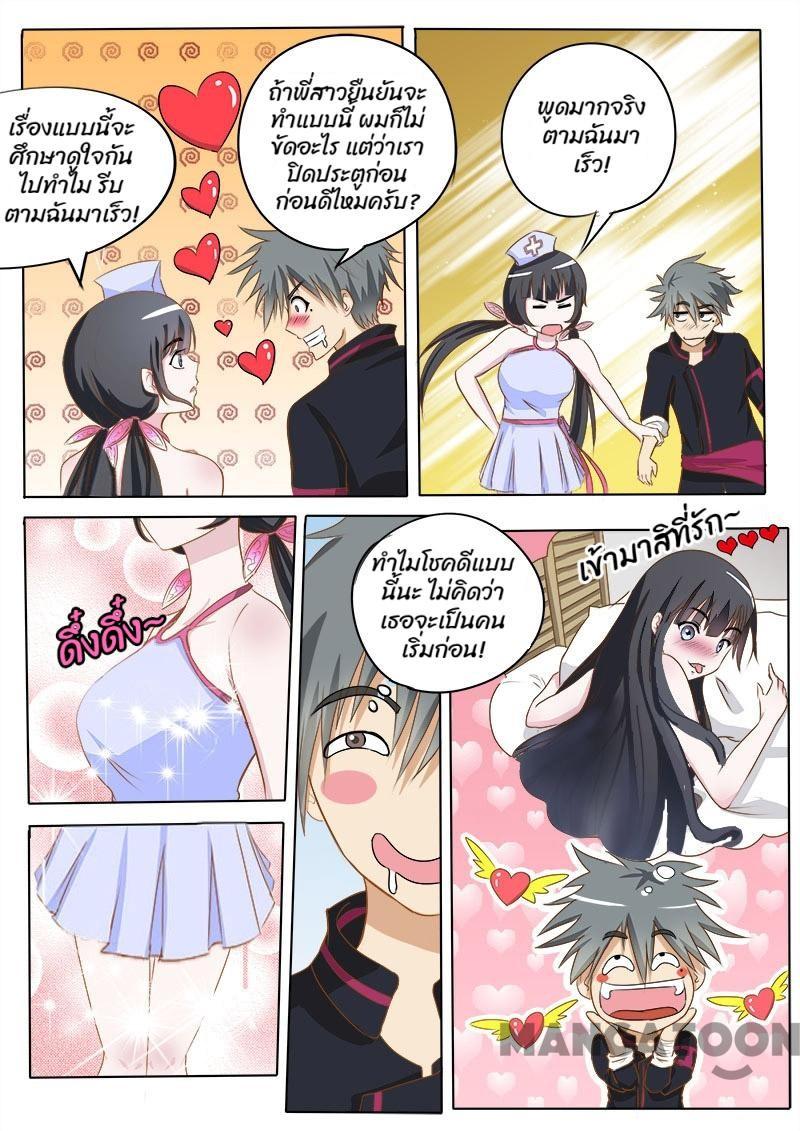 เรื่องแบบนี้จะ
ศึกษาดูใจกัน
ไปทำไม รีบ
ตามฉันมาเร็ว!
ถ้าพี่สาวยืนยันจะ
ทำแบบนี้ ผมก็ไม่
ขัดอะไร แต่ว่าเรา
ปิดประตูก่อน
ก่อนดีไหมครับ?
พูดมากจริง
ตามฉันมา
เร็ว!
ดึ๋งดึ๋ง~
ทำไมโชคดีแบบ
นี้นะ ไม่คิดว่า
เธอจะเป็นคน
เริ่มก่อน!
เข้ามาสิที่รัก~
MANGATOON